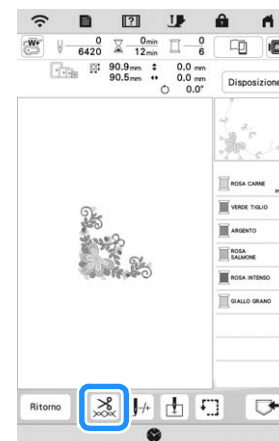 W+
0
6420
0min
12min
0
6
90.9mm
0.0 mm
90.5mm
0.0 mm
0.0°
Disposizione
ROSA CARNE
VERDE TIGLIO
ARGENTO
ROSA
SALMONE
ROSA INTENSO
GIALLO GRANO
Ritorno
-/+